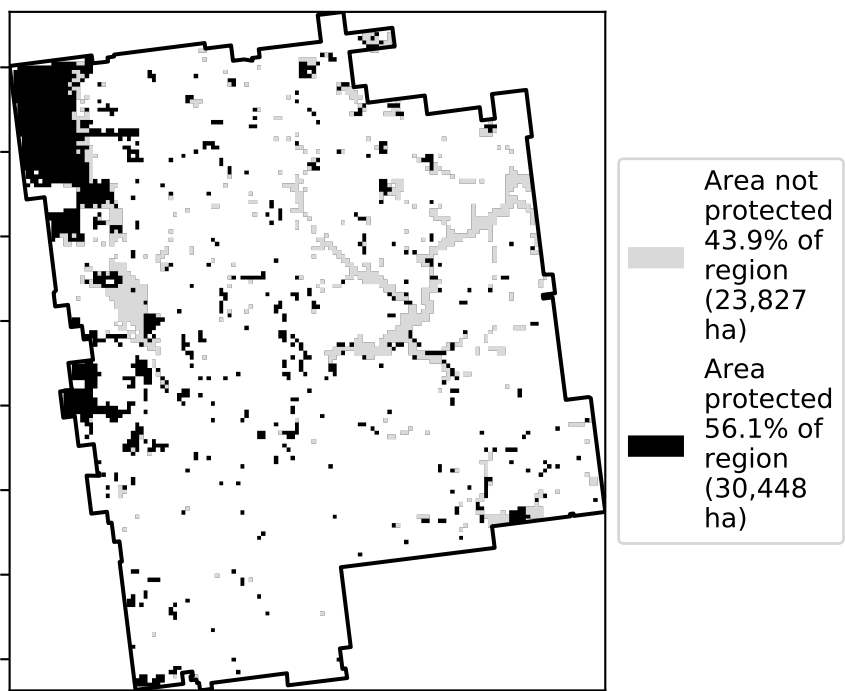 Area not
protected
43.9% of
region
(23,827
ha)
Area
protected
56.1% of
region
(30,448
ha)